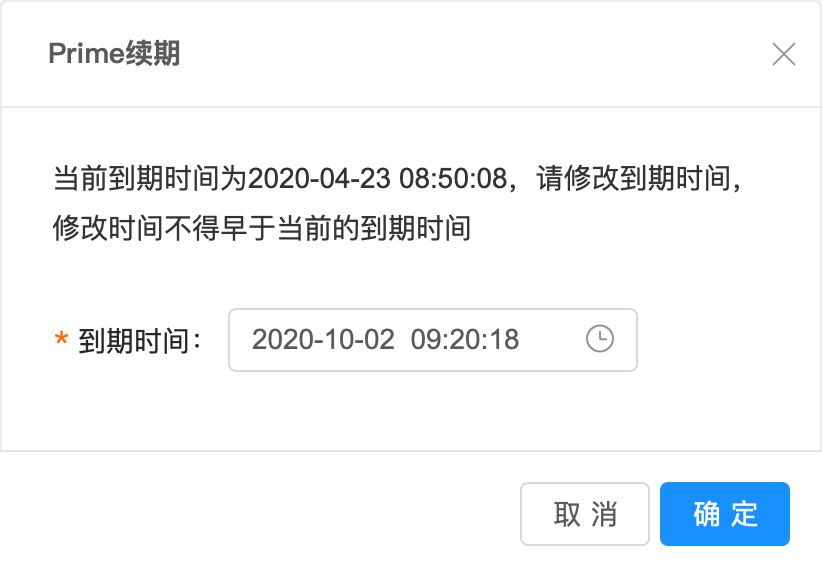 Prime续期
当前到期时间为2020-04-23 08:50:08，请修改到期时间，
修改时间不得早于当前的到期时间
* 到期时间： 2020-10-02 09:20:18
取 消 确 定